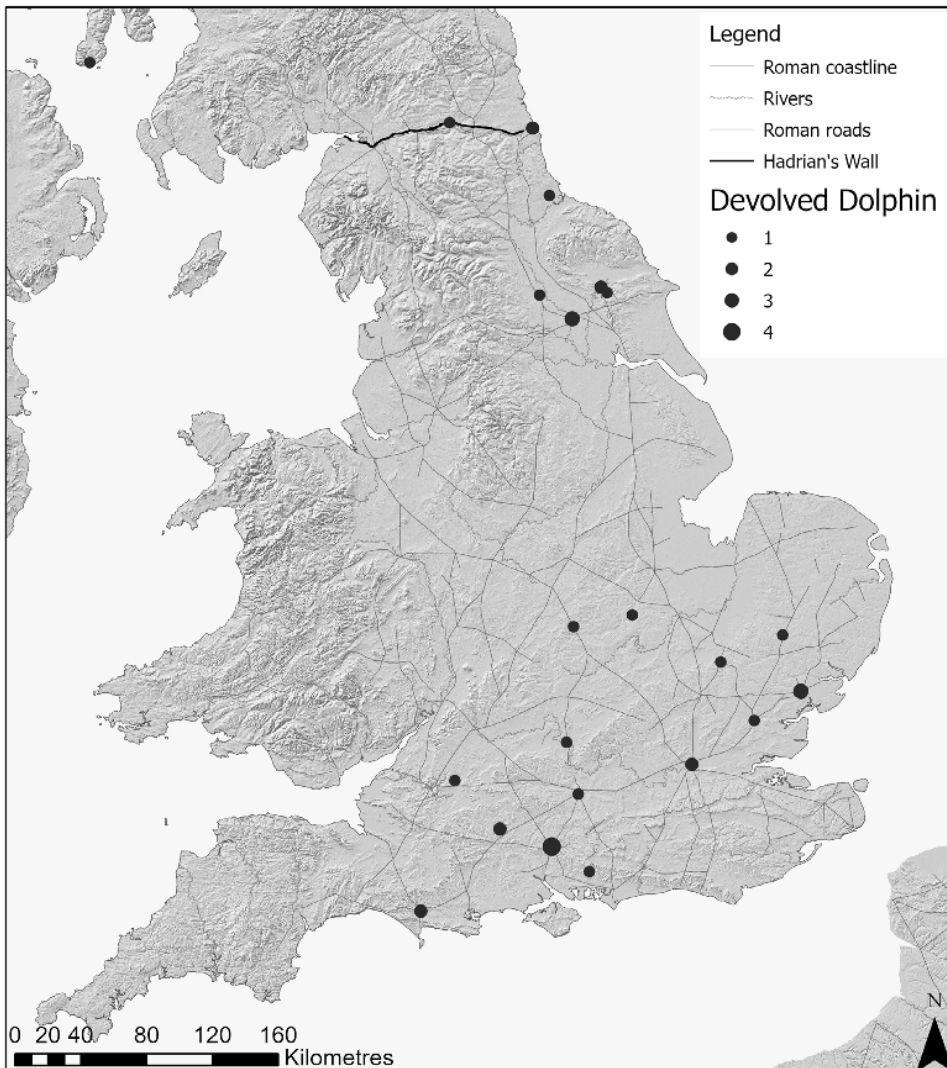 Legend
Roman coastline
Rivers
Roman roads
Hadrian's Wall
Devolved Dolphin
1
2
3
4
N
0 20 40 80 120 160
Kilometres